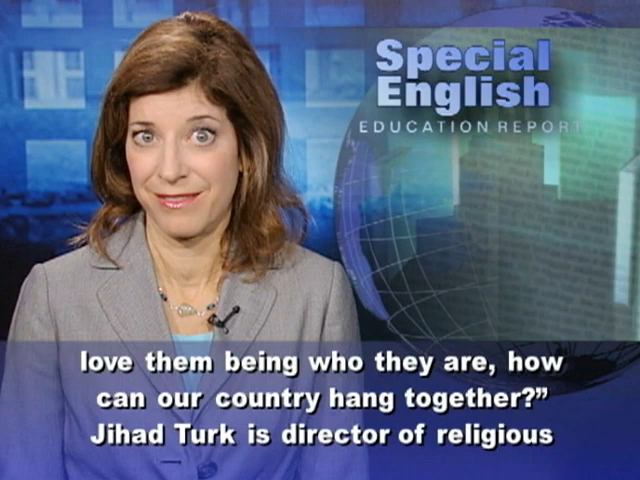 Special
English
EDUCATION REPORT
love them being who they are, how
can our country hang together?”
Jihad Turk is director of religious